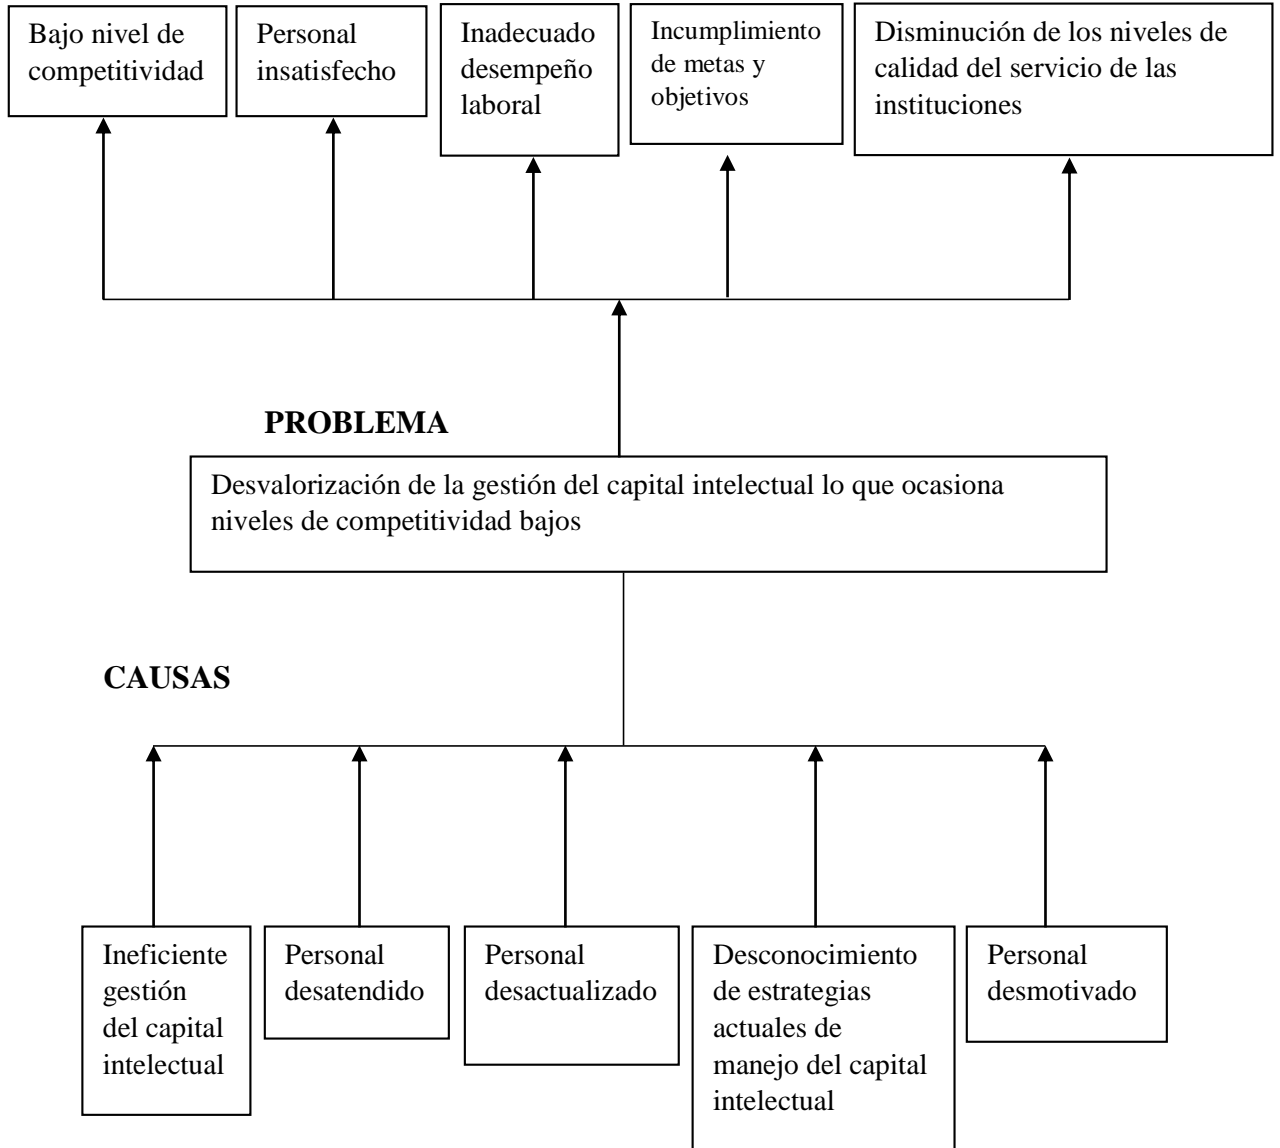 Bajo nivel de
competitividad
Personal
insatisfecho
Inadecuado
desempeño
laboral
Incumplimiento
de metas y
objetivos
Disminución de los niveles de
calidad del servicio de las
instituciones
PROBLEMA
Desvalorización de la gestión del capital intelectual lo que ocasiona
niveles de competitividad bajos
CAUSAS
Ineficiente
gestión
del capital
intelectual
Personal
desatendido
Personal
desactualizado
Desconocimiento
de estrategias
actuales de
manejo del capital
intelectual
Personal
desmotivado